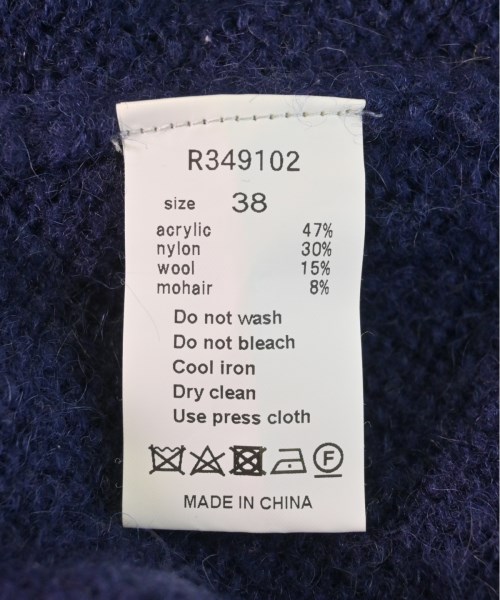 R349102
size 38
acrylic 47%
nylon 30%
wool 15%
mohair 8%
Do not wash
Do not bleach
Cool iron
Dry clean
Use press cloth
F
MADE IN CHINA